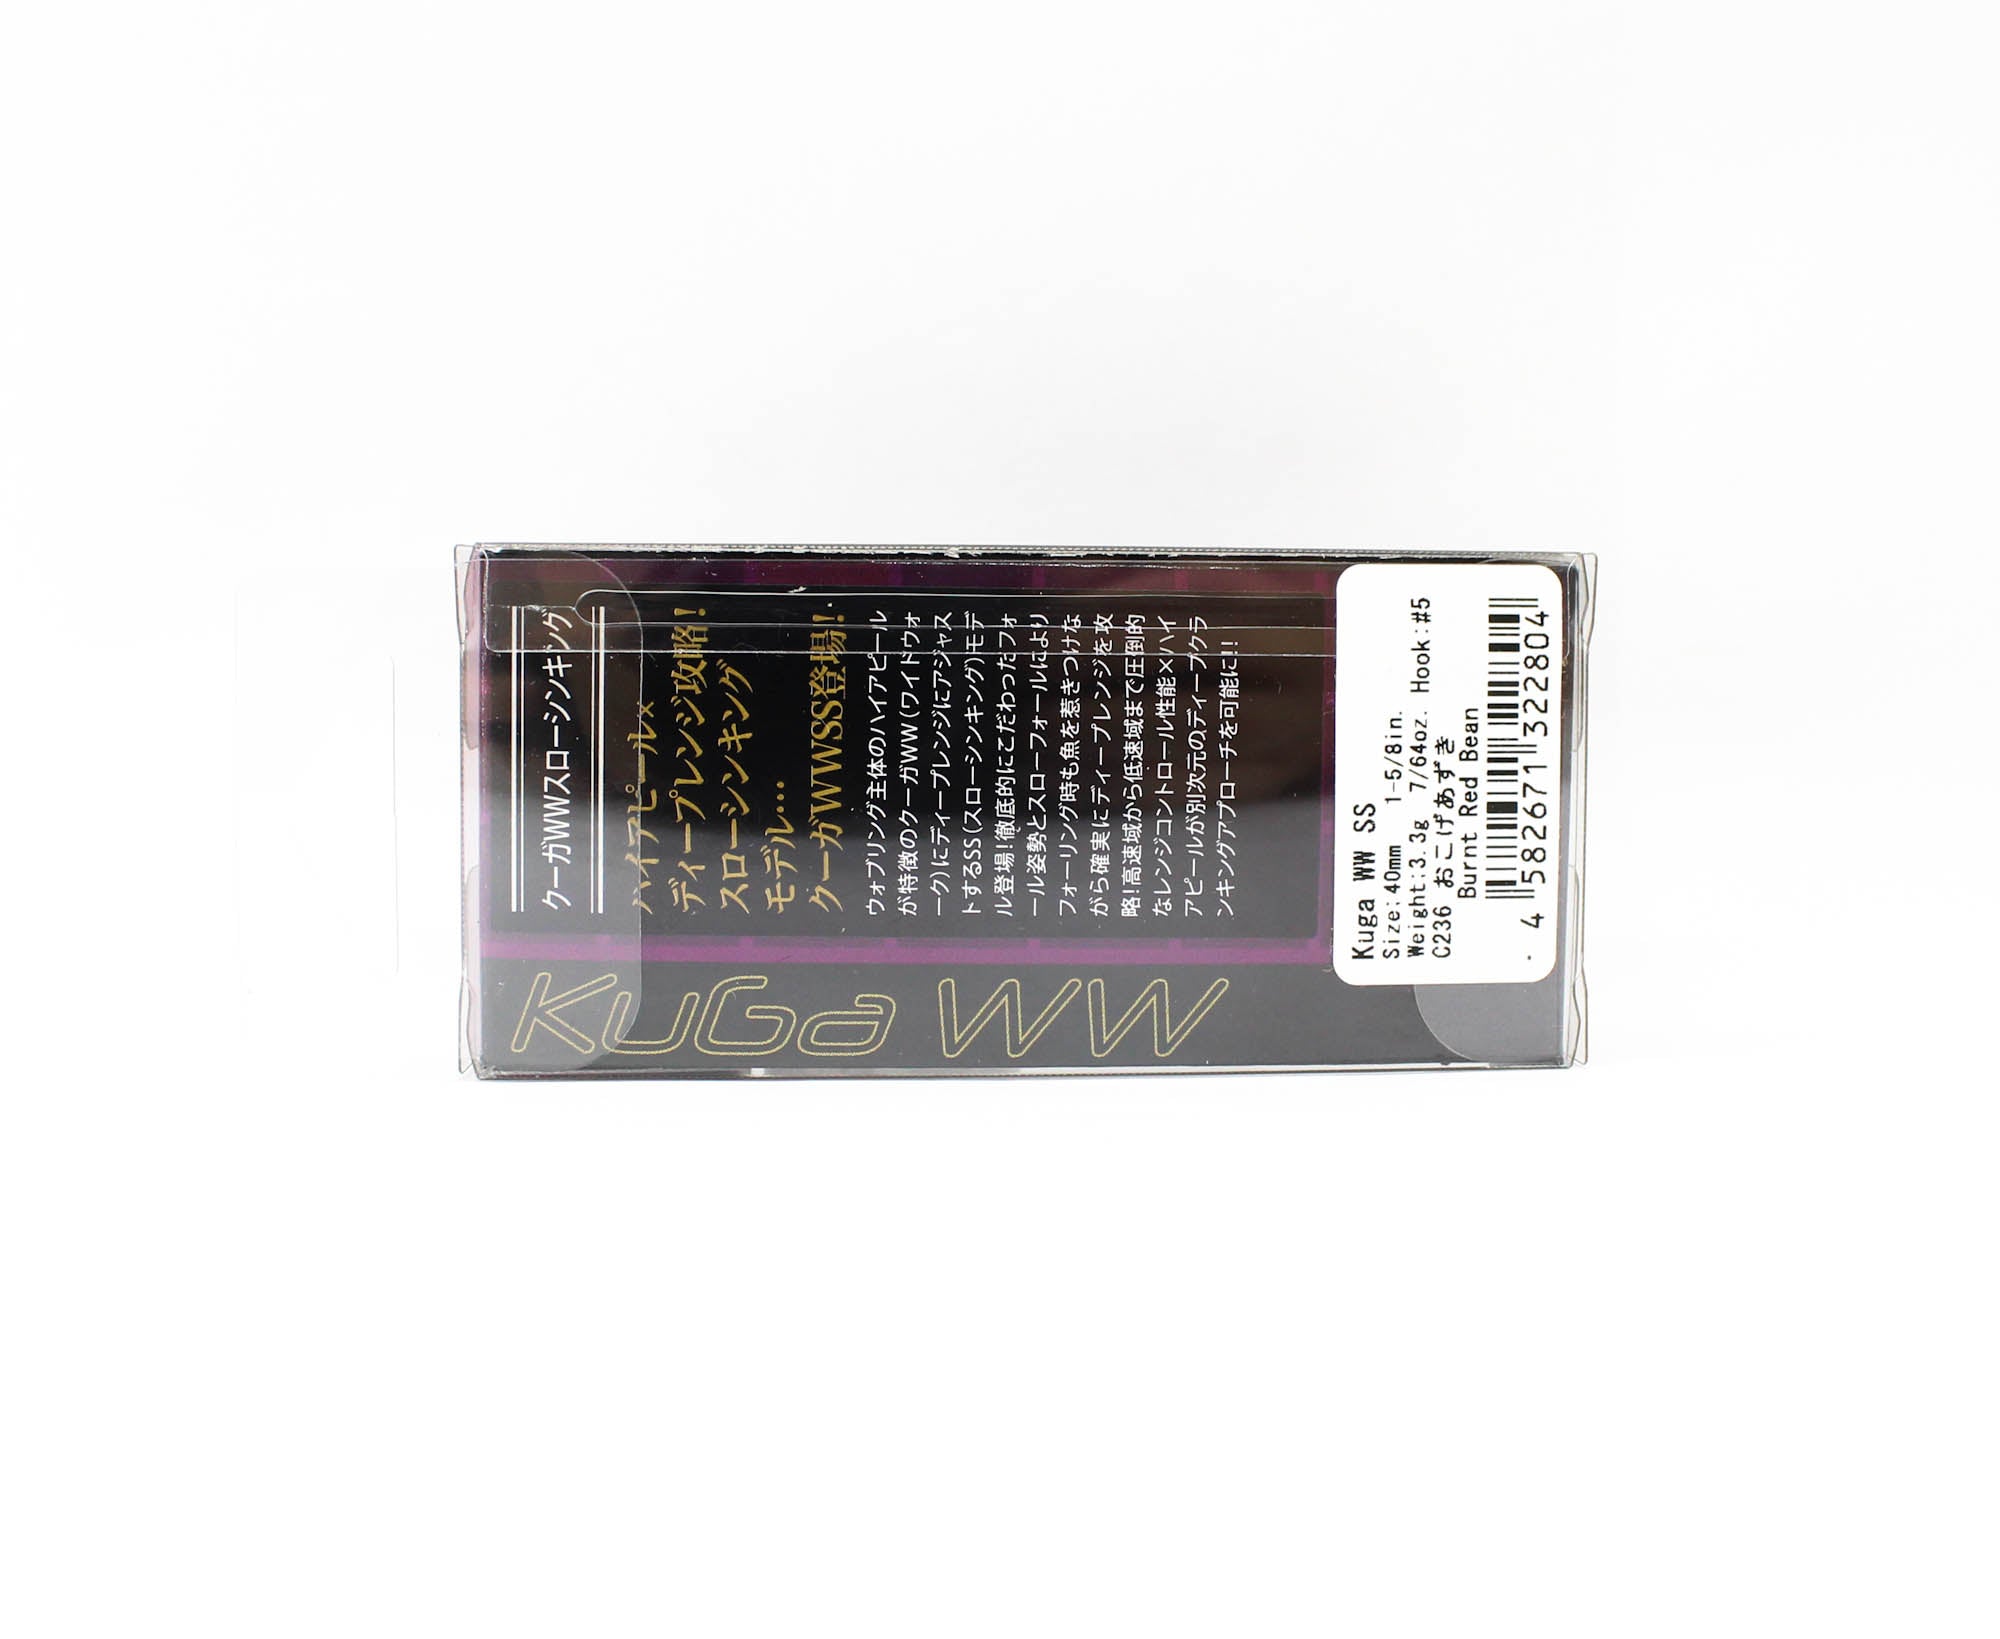 クーガWWスローシンキング
ハイアピール×
ディープレンジ攻略！
スローシンキング
モデル…
クーガWWSS登場！
ウォブリング主体のハイアピール
が特徴のクーガWW（ワイドウォ
ーク）にディープレンジにアジャス
トするSS（スローシンキング）モデ
ル登場！徹底的にこだわったフォ
ール姿勢とスローフォールにより
フォーリング時も魚を惹きつけな
がら確実にディープレンジを攻
略！高速域から低速域まで圧倒的
なレンジコントロール性能×ハイ
アピールが別次元のディープクラ
ンキングアプローチを可能に!!
KuGa WW
Kuga WW SS
Size:40mm 1-5/8in.
Weight:3.3g 7/64oz. Hook:#5
C236 おこげあずき
Burnt Red Bean
4 582671 322804